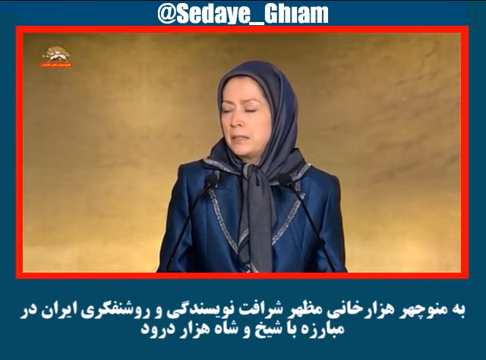 @Sedaye_Ghiam
به منوچهر هزارخانی مظهر شرافت نویسندگی و روشنفکری ایران در
مبارزه با شیخ و شاه هزار درود